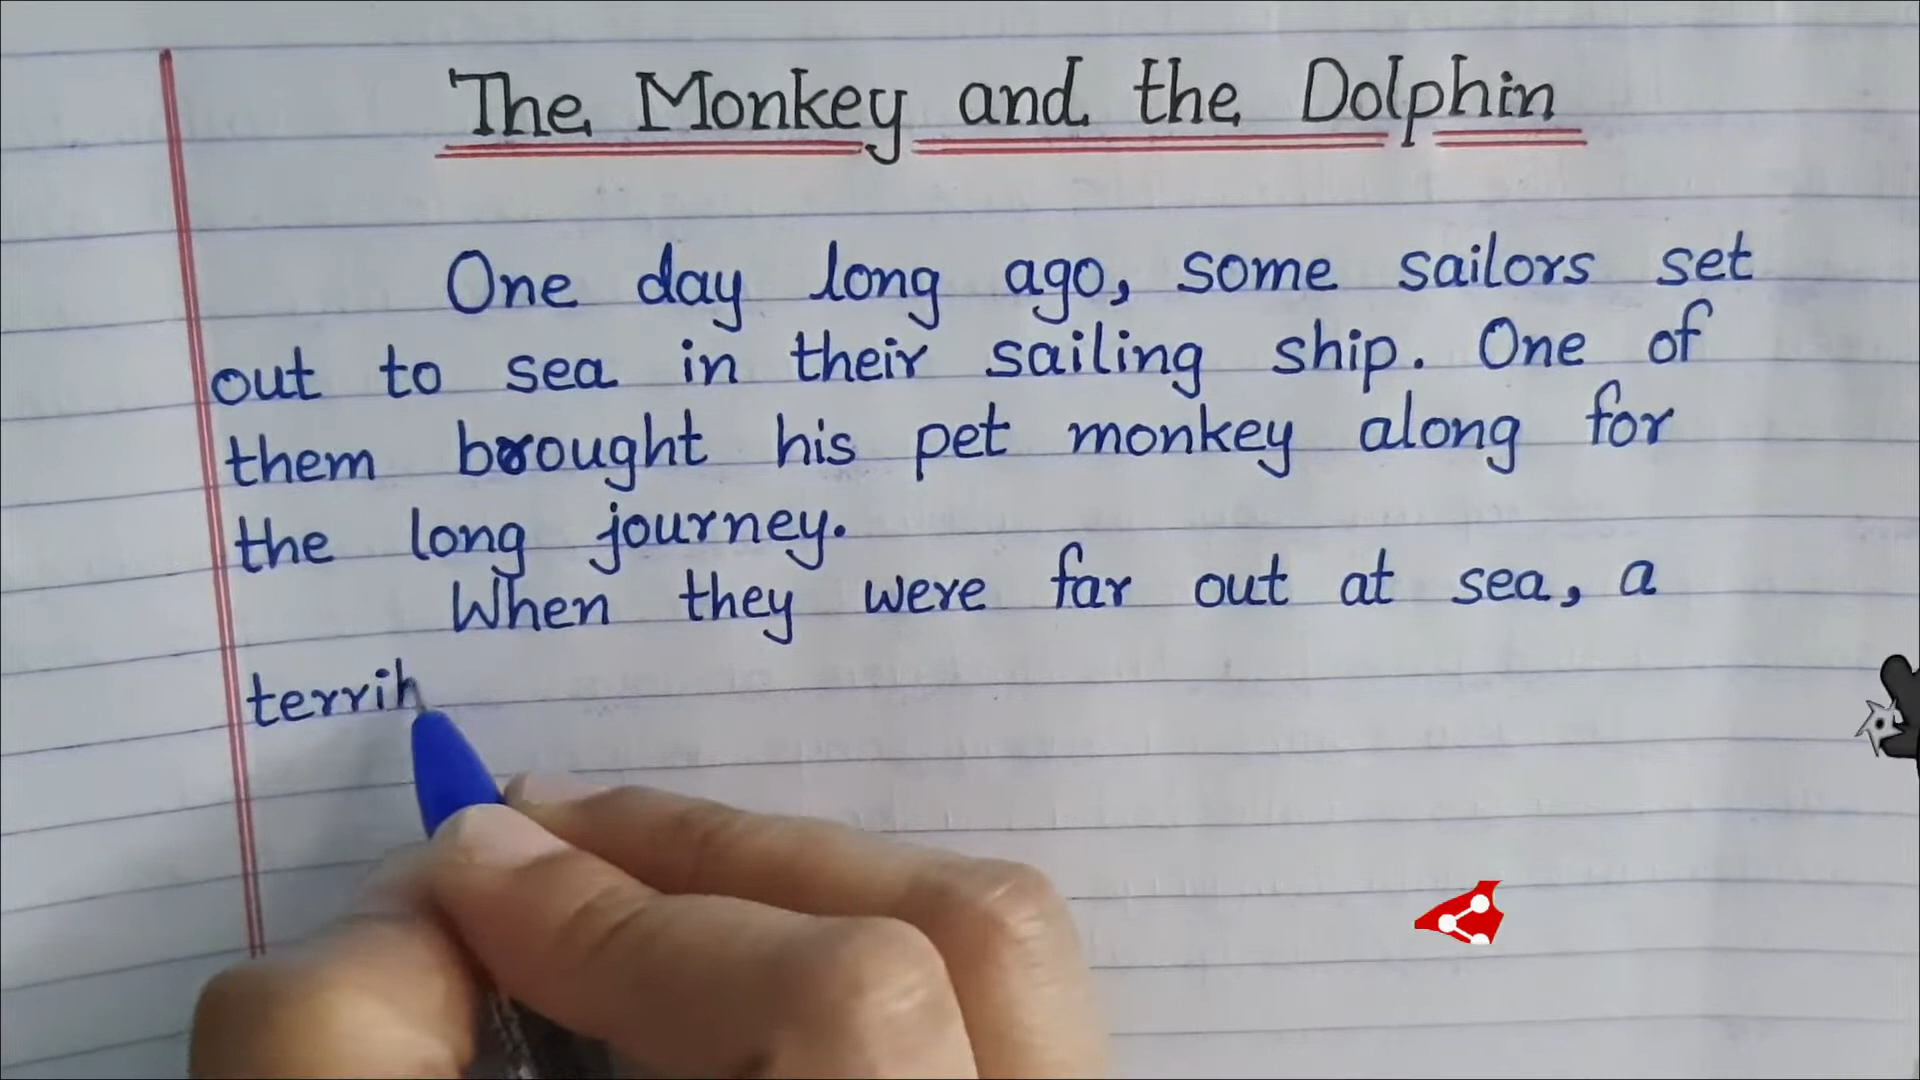 The Monkey and the Dolphin
One day long ago, some sailors set
out to sea in their sailing ship. One of
them brought his pet monkey along for
the long journey.
When they were far out at sea, a